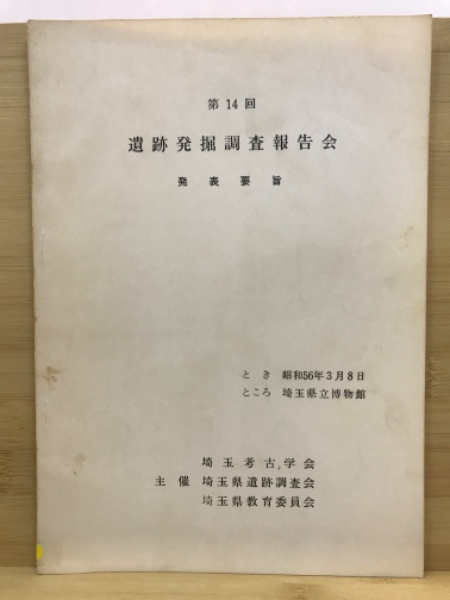 第14回
遺跡発掘調査報告会
発表要旨
とき 昭和56年3月8日
ところ 埼玉県立博物館
埼玉考古学会
主催 埼玉県遺跡調査会
埼玉県教育委員会